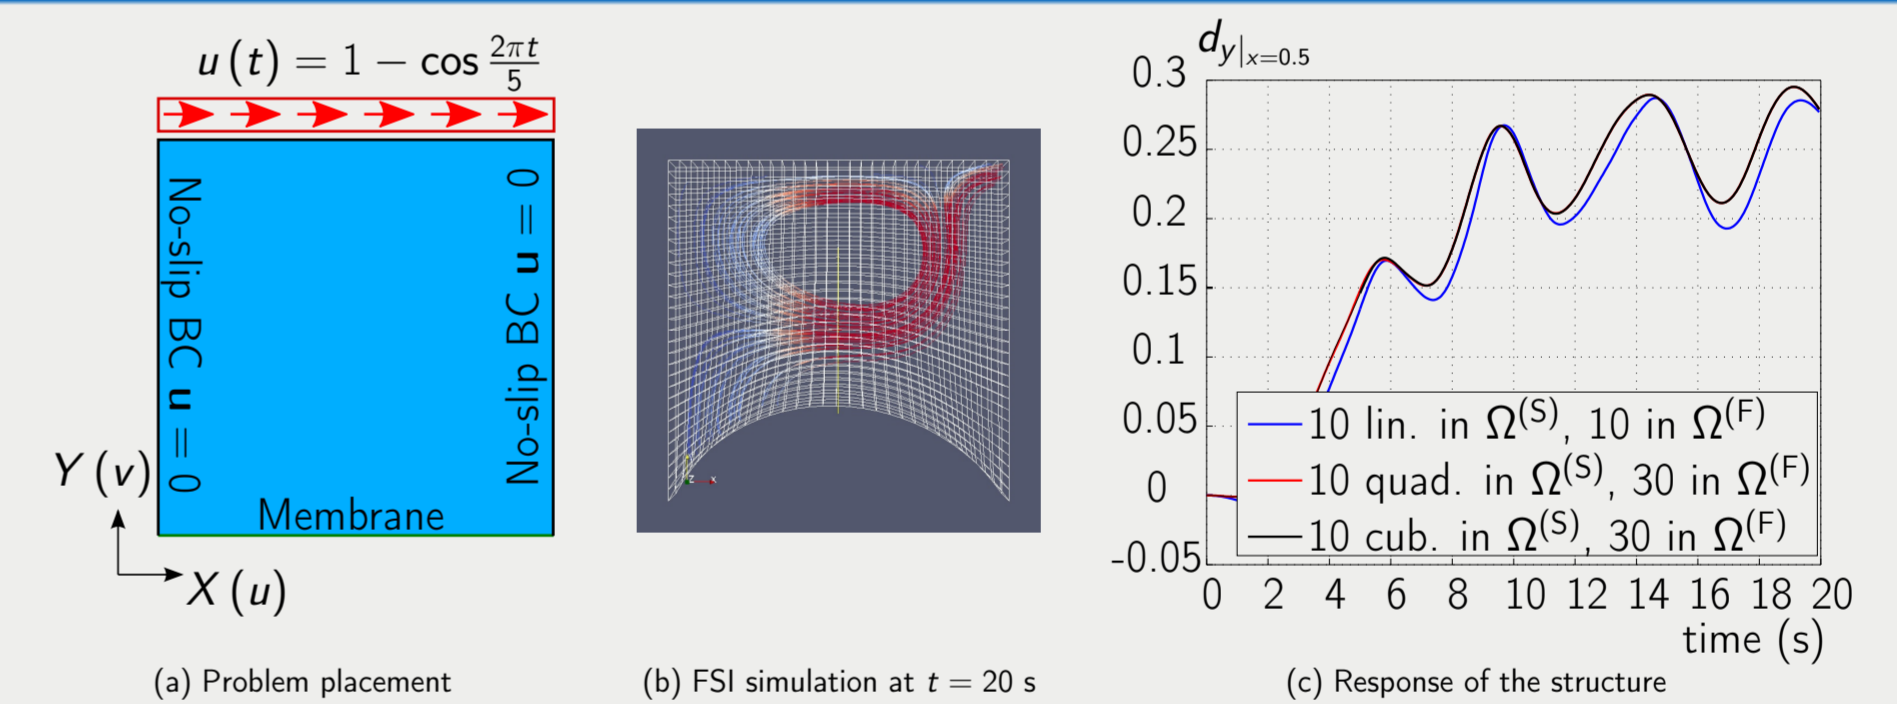 u (t) = 1 − cos 2πt/5
No-slip BC u = 0
No-slip BC u = 0
Membrane
Y (v)
X (u)
(a) Problem placement
z x
(b) FSI simulation at t = 20 s
d_y|x=0.5
0.3
0.25
0.2
0.15
0.1
0.05
0
-0.05
10 lin. in Ω^(S), 10 in Ω^(F)
10 quad. in Ω^(S), 30 in Ω^(F)
10 cub. in Ω^(S), 30 in Ω^(F)
0 2 4 6 8 10 12 14 16 18 20
time (s)
(c) Response of the structure